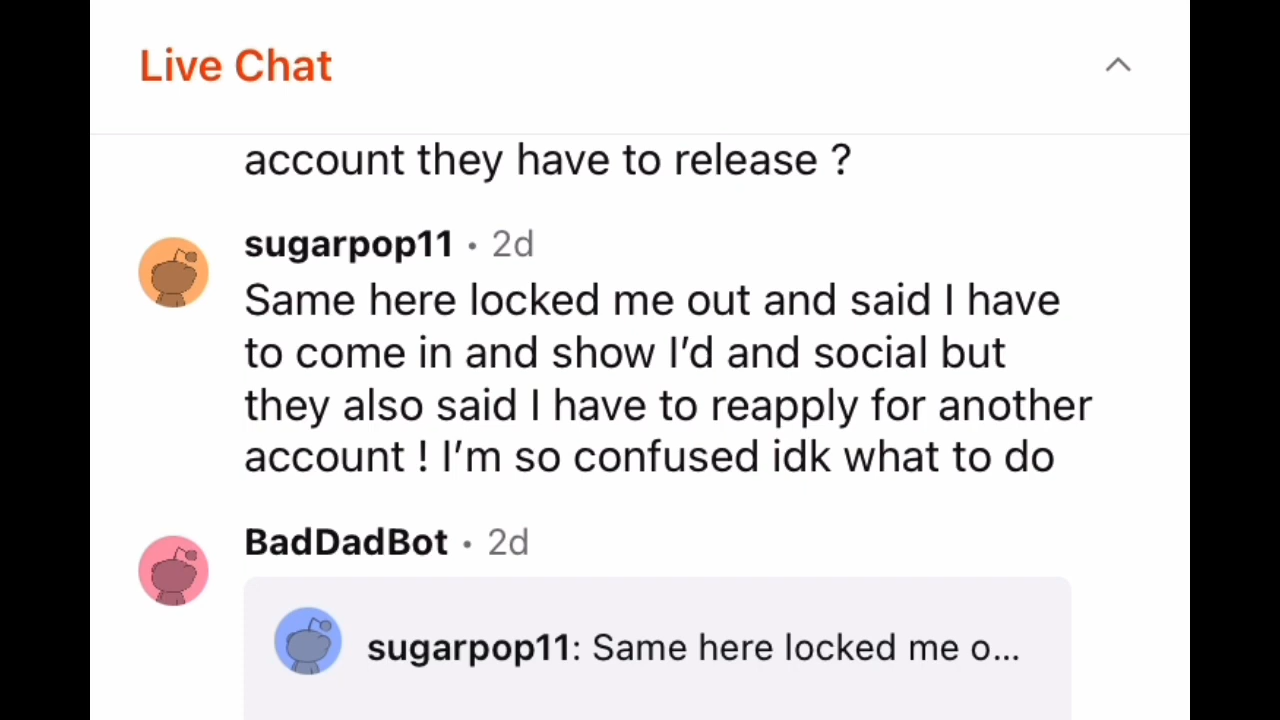 Live Chat
account they have to release ?
sugarpop11 • 2d
Same here locked me out and said I have
to come in and show I’d and social but
they also said I have to reapply for another
account ! I’m so confused idk what to do
BadDadBot • 2d
sugarpop11: Same here locked me o...